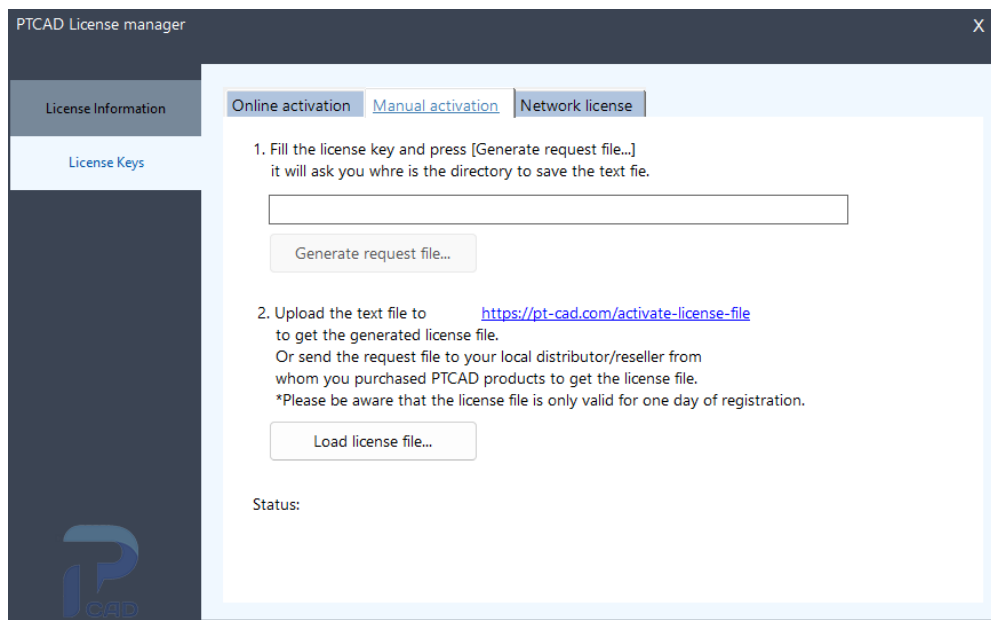 PTCAD License manager
X
License Information
License Keys
Online activation
Manual activation
Network license
1. Fill the license key and press [Generate request file...]
it will ask you whre is the directory to save the text fie.
Generate request file...
2. Upload the text file to https://pt-cad.com/activate-license-file
to get the generated license file.
Or send the request file to your local distributor/reseller from
whom you purchased PTCAD products to get the license file.
*Please be aware that the license file is only valid for one day of registration.
Load license file...
Status:
P
CAD